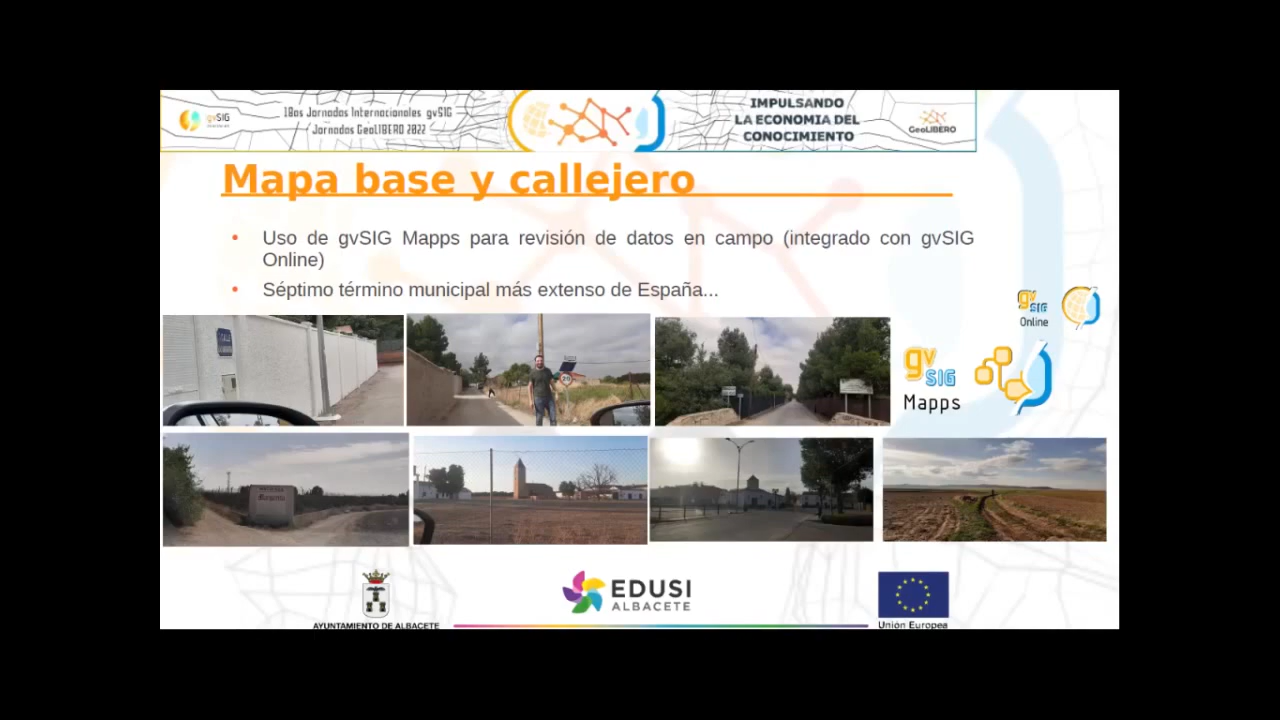 gvSIG
18as Jornadas Internacionales gvSIG
Jornadas GeoLIBERO 2022
IMPULSANDO
LA ECONOMIA DEL
CONOCIMIENTO
GeoLIBERO
Mapa base y callejero
• Uso de gvSIG Mapps para revisión de datos en campo (integrado con gvSIG
Online)
• Séptimo término municipal más extenso de España...
gvSIG
Online
gvSIG
Mapps
20
EDUSI
ALBACETE
AYUNTAMIENTO DE ALBACETE
Unión Europea